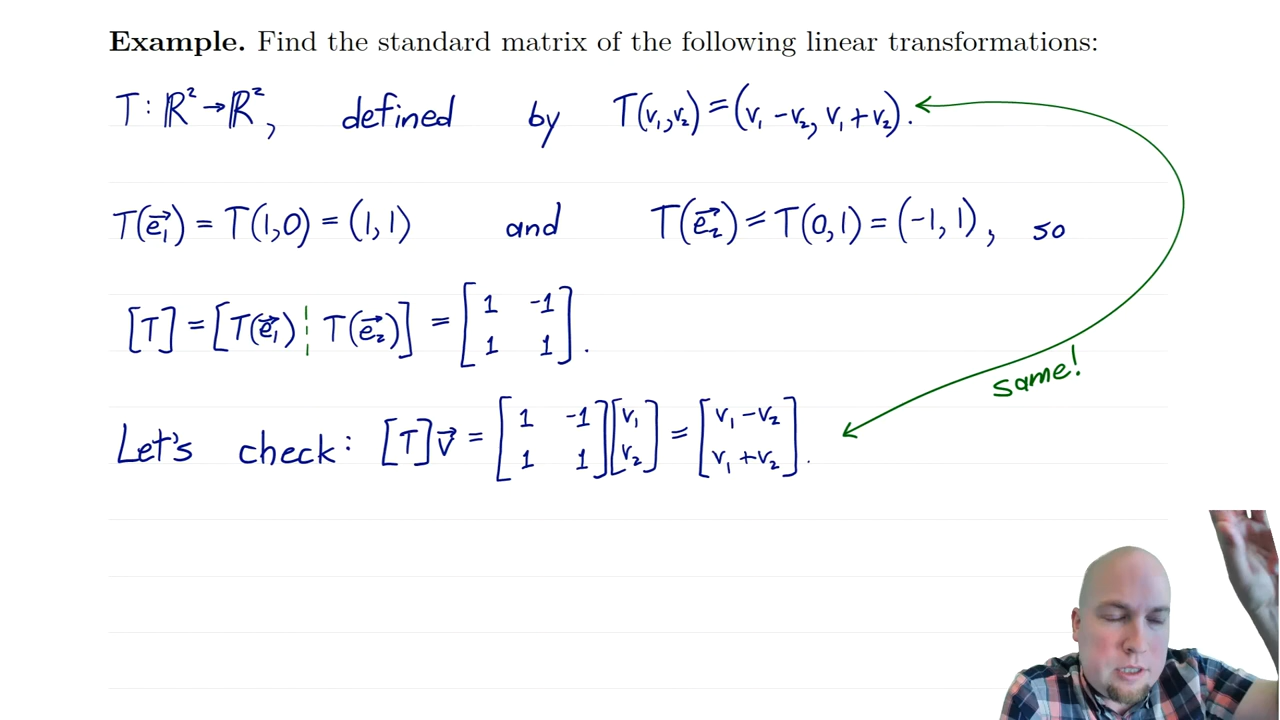 Example. Find the standard matrix of the following linear transformations:
T : ℝ² → ℝ², defined by T(v₁,v₂) = (v₁ - v₂, v₁ + v₂).
T(e⃗₁) = T(1,0) = (1,1) and T(e⃗₂) = T(0,1) = (-1,1), so
[T] = [T(e⃗₁) ¦ T(e⃗₂)] = [1 -1; 1 1].
same!
Let's check: [T]v⃗ = [1 -1; 1 1][v₁; v₂] = [v₁ - v₂; v₁ + v₂].